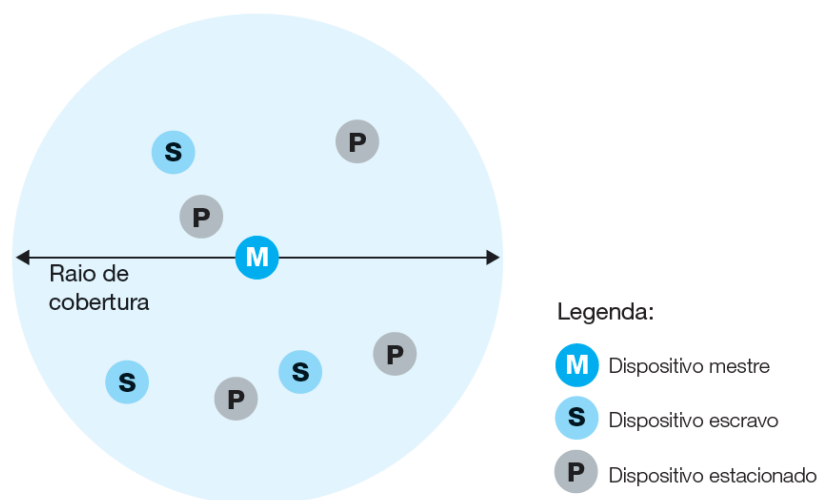 S
P
P
M
Raio de
cobertura
S
P
S
P
Legenda:
M Dispositivo mestre
S Dispositivo escravo
P Dispositivo estacionado